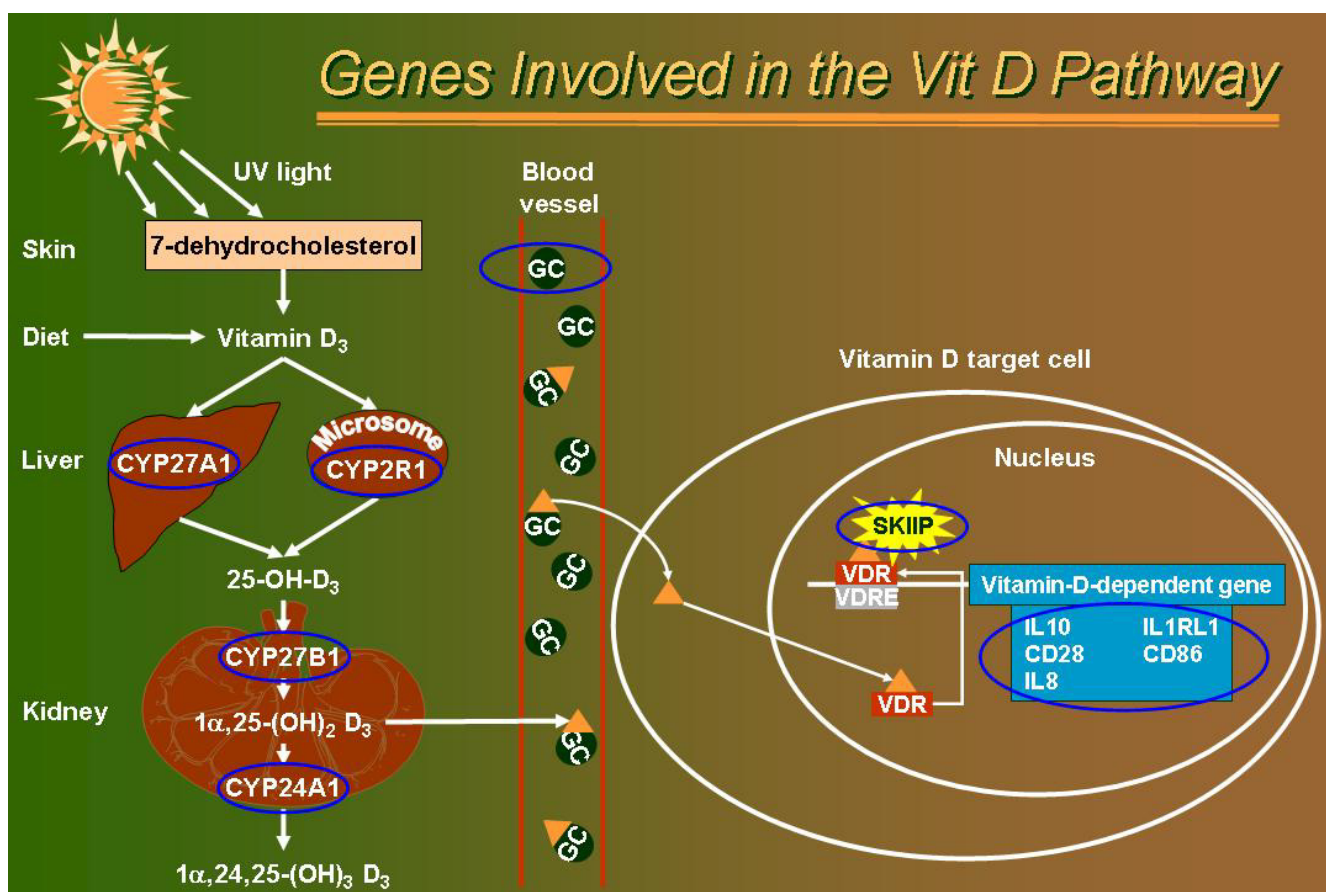 Genes Involved in the Vit D Pathway
UV light
Blood
vessel
Skin
7-dehydrocholesterol
GC
Diet
Vitamin D₃
GC
GC
Liver
CYP27A1
Microsome
CYP2R1
GC
GC
25-OH-D₃
GC
GC
CYP27B1
Kidney
1α,25-(OH)₂ D₃
GC
CYP24A1
GC
1α,24,25-(OH)₃ D₃
Vitamin D target cell
Nucleus
SKIIP
VDR
VDRE
Vitamin-D-dependent gene
IL10 IL1RL1
CD28 CD86
IL8
VDR